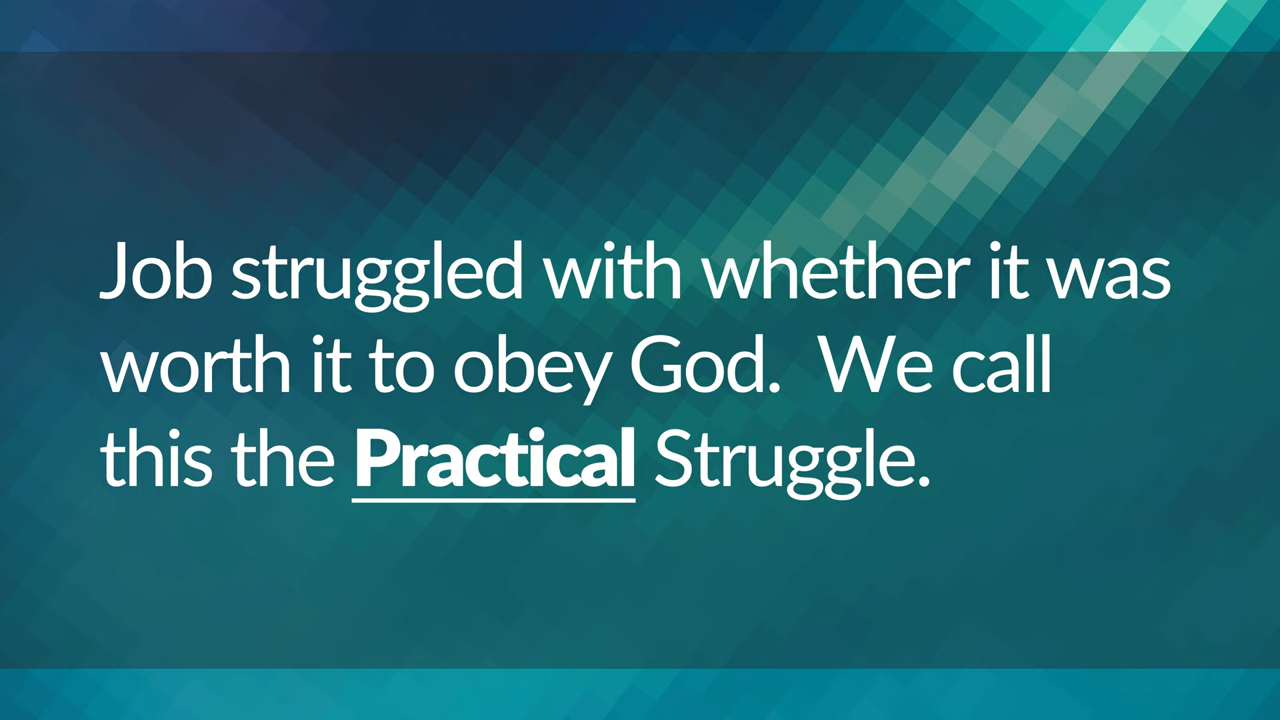 Job struggled with whether it was
worth it to obey God.  We call
this the Practical Struggle.